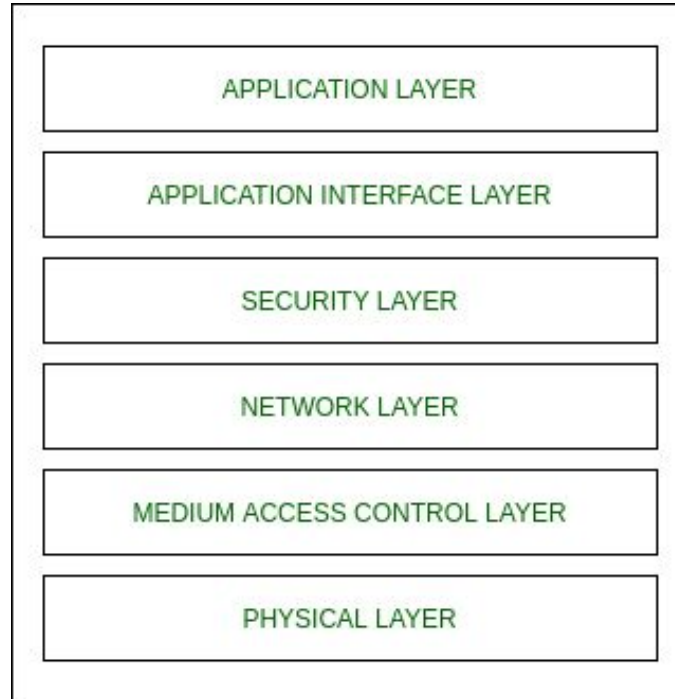 APPLICATION LAYER
APPLICATION INTERFACE LAYER
SECURITY LAYER
NETWORK LAYER
MEDIUM ACCESS CONTROL LAYER
PHYSICAL LAYER